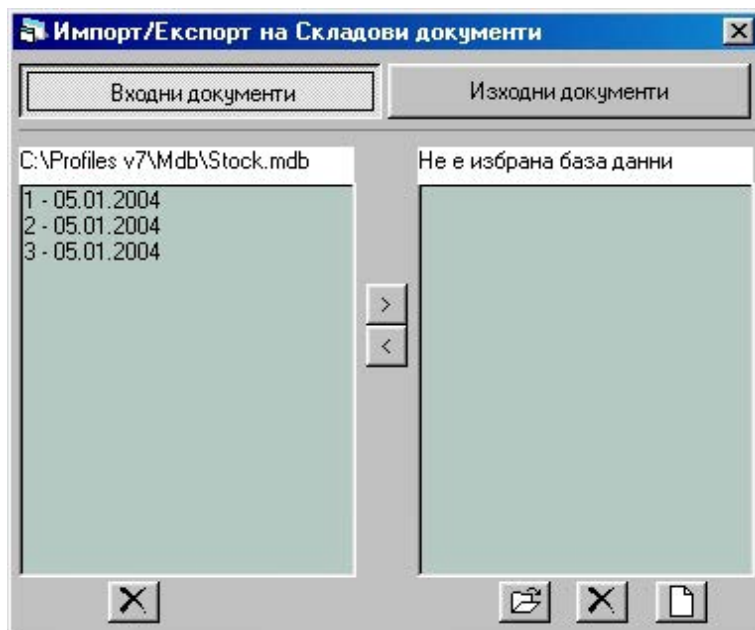 Импорт/Експорт на Складови документи
Входни документи
Изходни документи
C:\Profiles v7\Mdb\Stock.mdb
Не е избрана база данни
1 - 05.01.2004
2 - 05.01.2004
3 - 05.01.2004
>
<